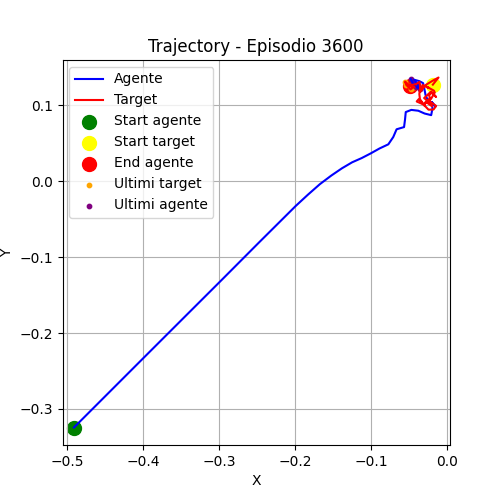 Trajectory - Episodio 3600
Agente
Target
Start agente
Start target
End agente
Ultimi target
Ultimi agente
0.1
0.0
−0.1
−0.2
−0.3
Y
−0.5 −0.4 −0.3 −0.2 −0.1 0.0
X